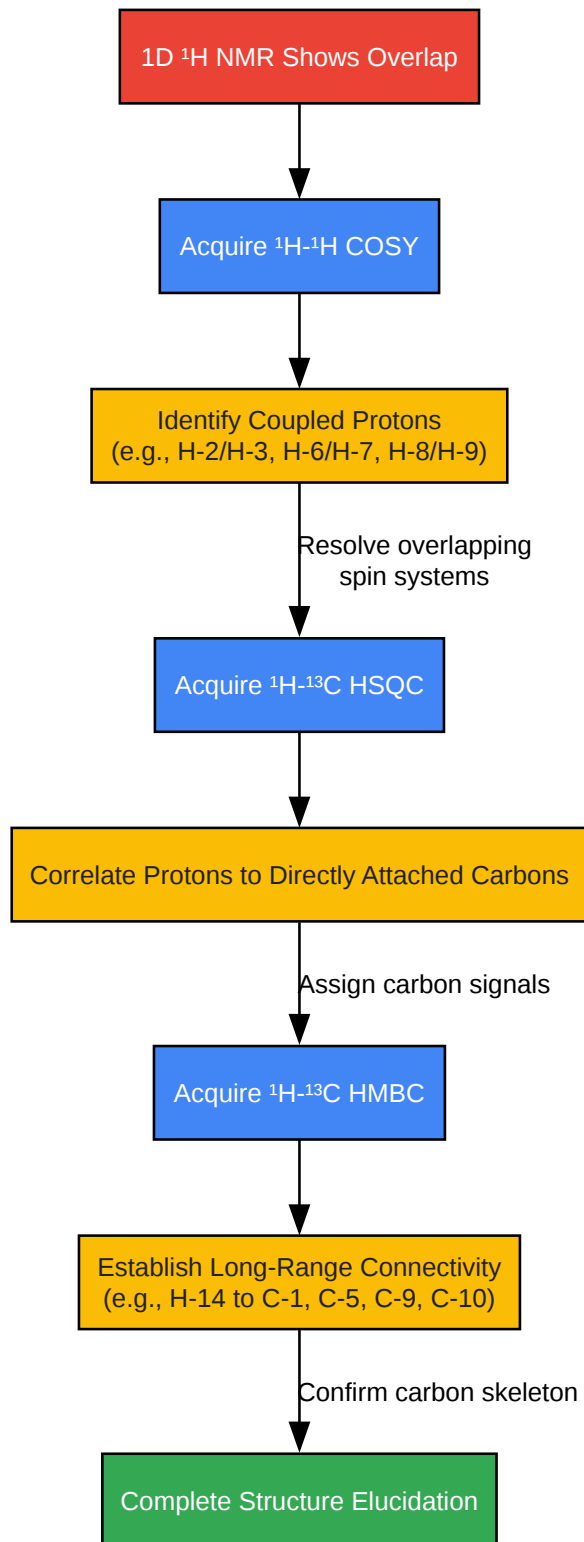 1D ¹H NMR Shows Overlap
Acquire ¹H-¹H COSY
Identify Coupled Protons
(e.g., H-2/H-3, H-6/H-7, H-8/H-9)
Resolve overlapping
spin systems
Acquire ¹H-¹³C HSQC
Correlate Protons to Directly Attached Carbons
Assign carbon signals
Acquire ¹H-¹³C HMBC
Establish Long-Range Connectivity
(e.g., H-14 to C-1, C-5, C-9, C-10)
Confirm carbon skeleton
Complete Structure Elucidation